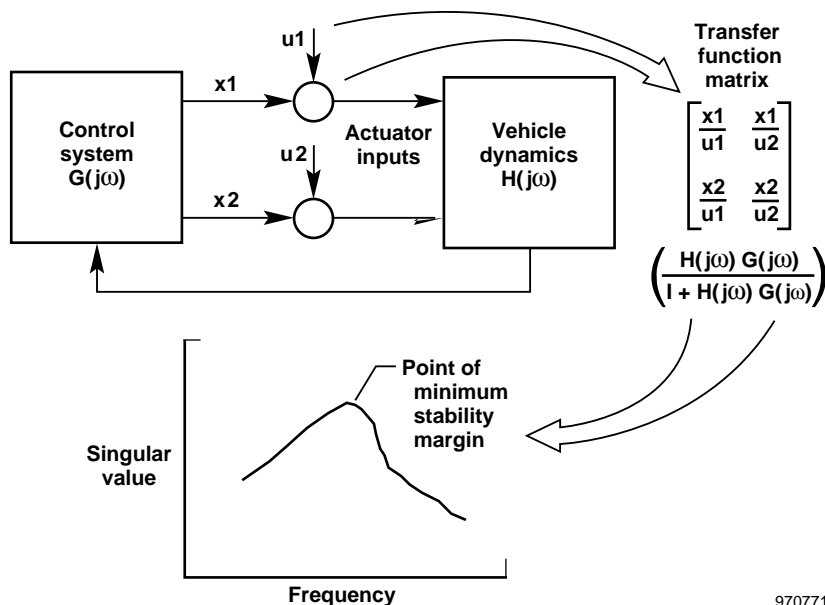 u1
x1
Control
system
G(jω)
Actuator
inputs
u2
x2
Vehicle
dynamics
H(jω)
Transfer
function
matrix
x1 x1
u1 u2
x2 x2
u1 u2
H(jω) G(jω)
I + H(jω) G(jω)
Point of
minimum
stability
margin
Singular
value
Frequency
970771